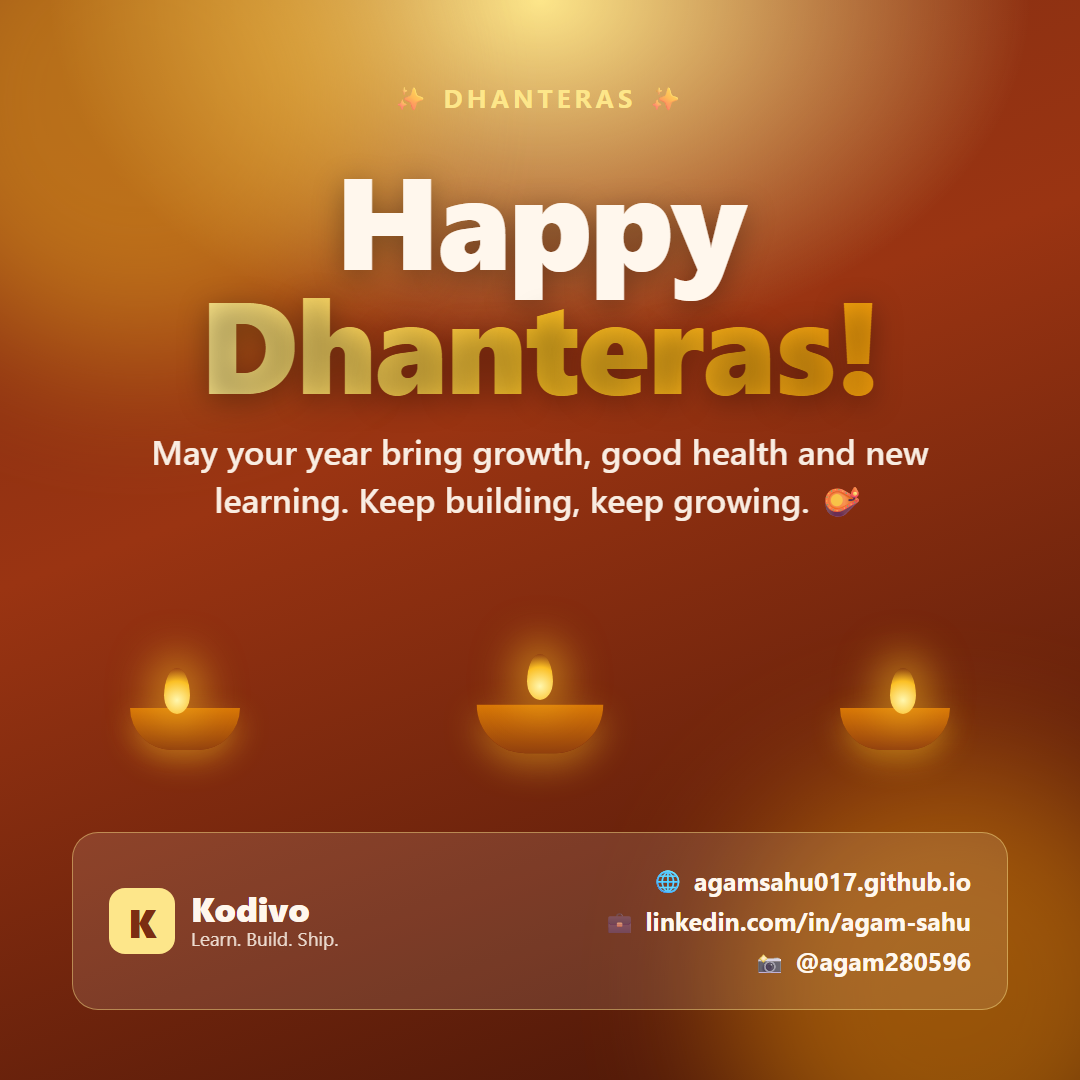 ✨ DHANTERAS ✨
Happy
Dhanteras!
May your year bring growth, good health and new
learning. Keep building, keep growing. 🪔
K
Kodivo
Learn. Build. Ship.
🌐 agamsahu017.github.io
💼 linkedin.com/in/agam-sahu
📸 @agam280596